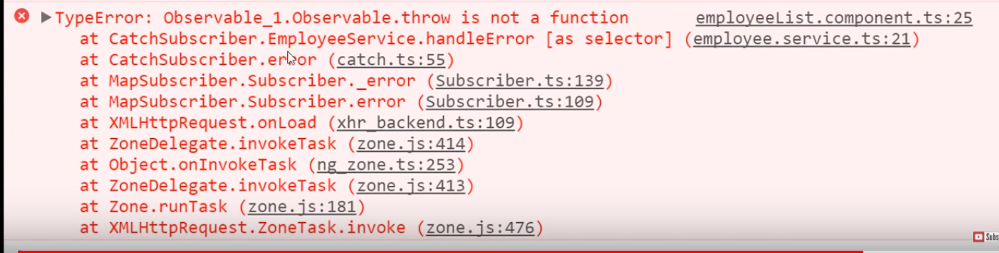 TypeError: Observable_1.Observable.throw is not a function employeeList.component.ts:25
at CatchSubscriber.EmployeeService.handleError [as selector] (employee.service.ts:21)
at CatchSubscriber.error (catch.ts:55)
at MapSubscriber.Subscriber._error (Subscriber.ts:139)
at MapSubscriber.Subscriber.error (Subscriber.ts:109)
at XMLHttpRequest.onLoad (xhr_backend.ts:109)
at ZoneDelegate.invokeTask (zone.js:414)
at Object.onInvokeTask (ng_zone.ts:253)
at ZoneDelegate.invokeTask (zone.js:413)
at Zone.runTask (zone.js:181)
at XMLHttpRequest.ZoneTask.invoke (zone.js:476)
Subs